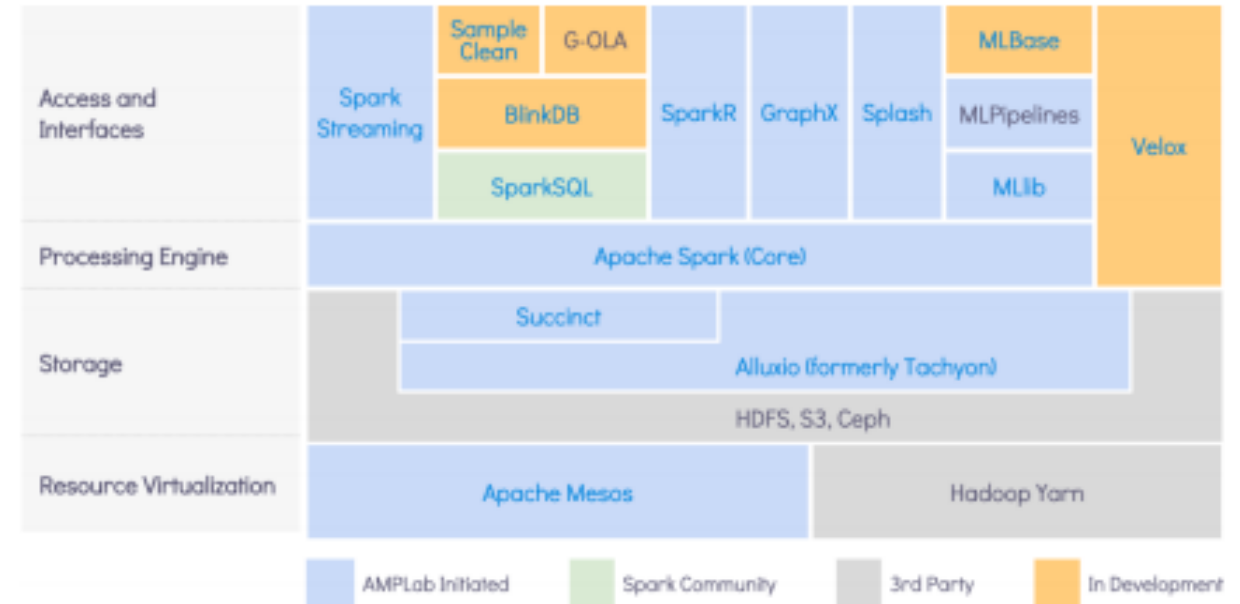 Access and
Interfaces
Spark
Streaming
Sample
Clean
G-OLA
BlinkDB
SparkSQL
SparkR
GraphX
Splash
MLBase
MLPipelines
MLlib
Velox
Processing Engine
Apache Spark (Core)
Storage
Succinct
Alluxio (formerly Tachyon)
HDFS, S3, Ceph
Resource Virtualization
Apache Mesos
Hadoop Yarn
AMPLab Initiated
Spark Community
3rd Party
In Development